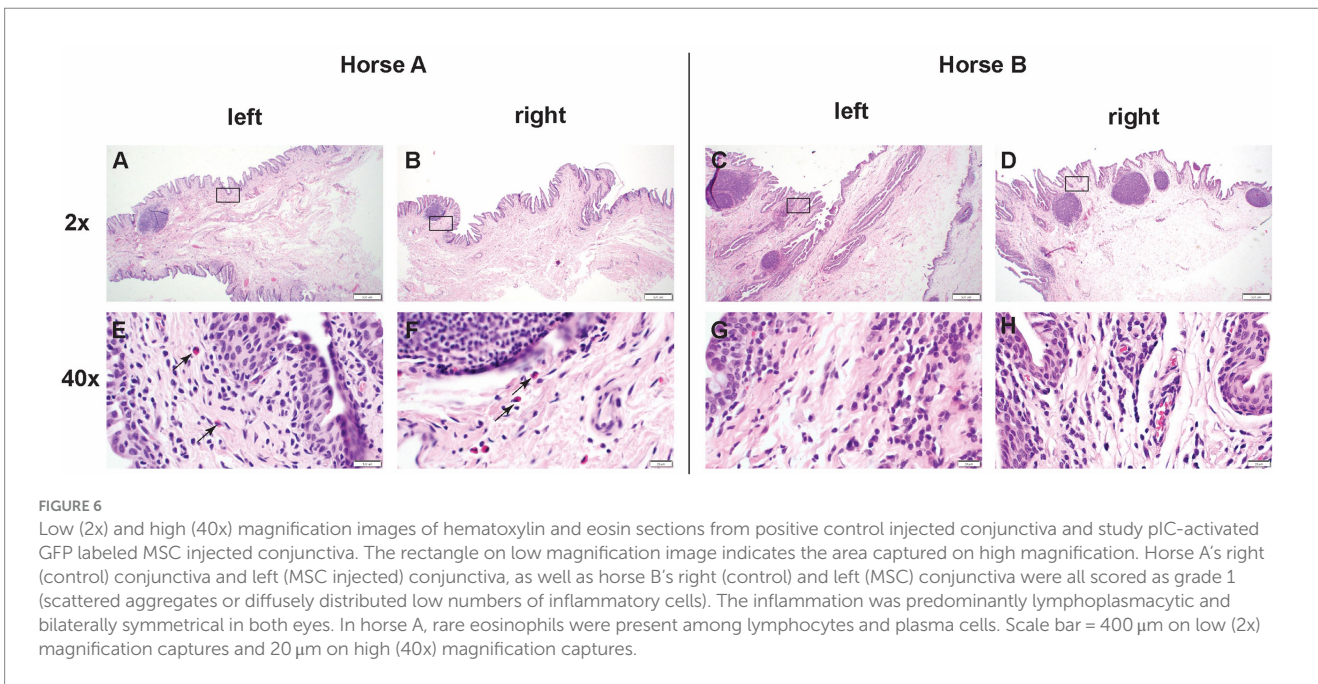 Horse A
Horse B
left
right
left
right
2x
A
B
C
D
40x
E
F
G
H
FIGURE 6
Low (2x) and high (40x) magnification images of hematoxylin and eosin sections from positive control injected conjunctiva and study pIC-activated
GFP labeled MSC injected conjunctiva. The rectangle on low magnification image indicates the area captured on high magnification. Horse A’s right
(control) conjunctiva and left (MSC injected) conjunctiva, as well as horse B’s right (control) and left (MSC) conjunctiva were all scored as grade 1
(scattered aggregates or diffusely distributed low numbers of inflammatory cells). The inflammation was predominantly lymphoplasmacytic and
bilaterally symmetrical in both eyes. In horse A, rare eosinophils were present among lymphocytes and plasma cells. Scale bar = 400 μm on low (2x)
magnification captures and 20 μm on high (40x) magnification captures.